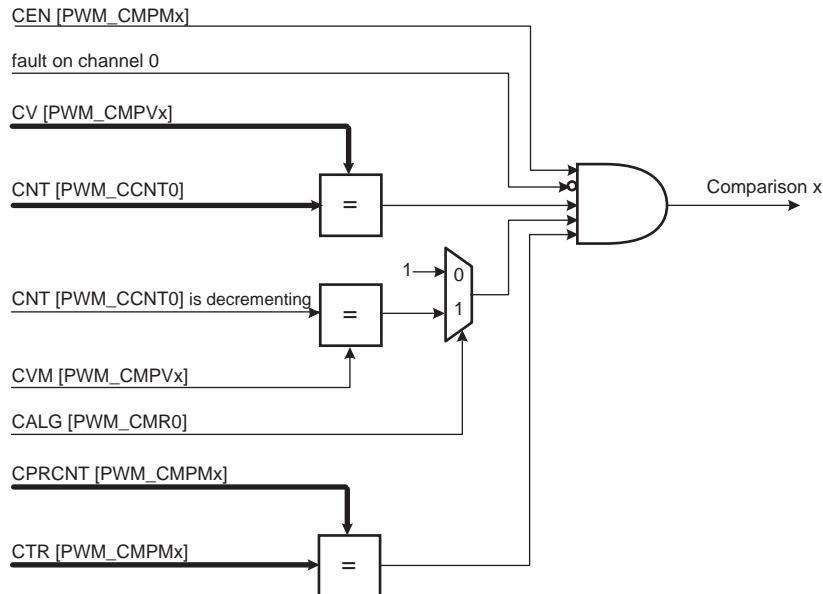 CEN [PWM_CMPMx]
fault on channel 0
CV [PWM_CMPVx]
CNT [PWM_CCNT0]
=
Comparison x
1
0
CNT [PWM_CCNT0] is decrementing
=
1
CVM [PWM_CMPVx]
CALG [PWM_CMR0]
CPRCNT [PWM_CMPMx]
CTR [PWM_CMPMx]
=